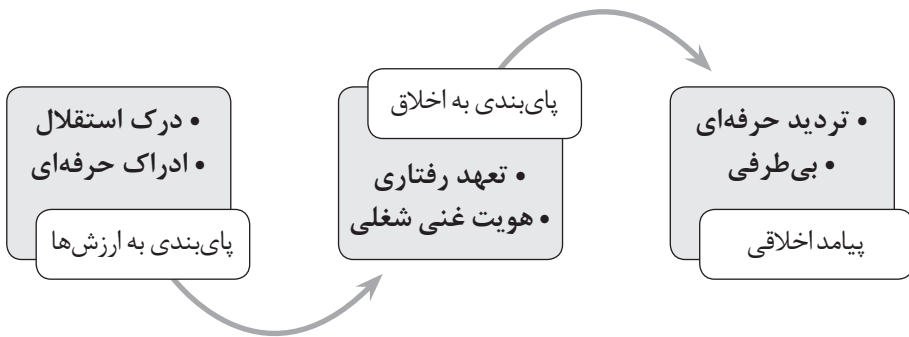 • درک استقلال
• ادراک حرفه‌ای
پای‌بندی به ارزش‌ها
پای‌بندی به اخلاق
• تعهد رفتاری
• هویت غنی شغلی
• تردید حرفه‌ای
• بی‌طرفی
پیامد اخلاقی